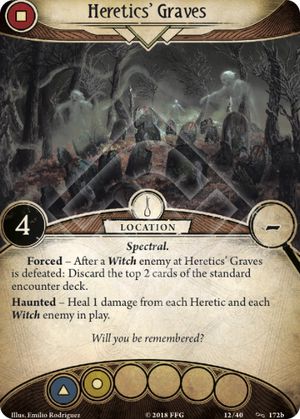 Heretics' Graves
4
LOCATION
-
Spectral.
Forced – After a Witch enemy at Heretics' Graves
is defeated: Discard the top 2 cards of the standard
encounter deck.
Haunted – Heal 1 damage from each Heretic and each
Witch enemy in play.
Will you be remembered?
Illus. Emilio Rodriguez
© 2018 FFG
12/40
172b